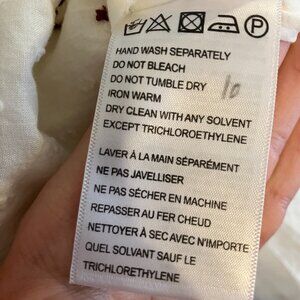 P
HAND WASH SEPARATELY
DO NOT BLEACH
DO NOT TUMBLE DRY 10
IRON WARM
DRY CLEAN WITH ANY SOLVENT
EXCEPT TRICHLOROETHYLENE
LAVER À LA MAIN SÉPARÉMENT
NE PAS JAVELLISER
NE PAS SÉCHER EN MACHINE
REPASSER AU FER CHEUD
NETTOYER À SEC AVEC N'IMPORTE
QUEL SOLVANT SAUF LE
TRICHLORETHYLENE